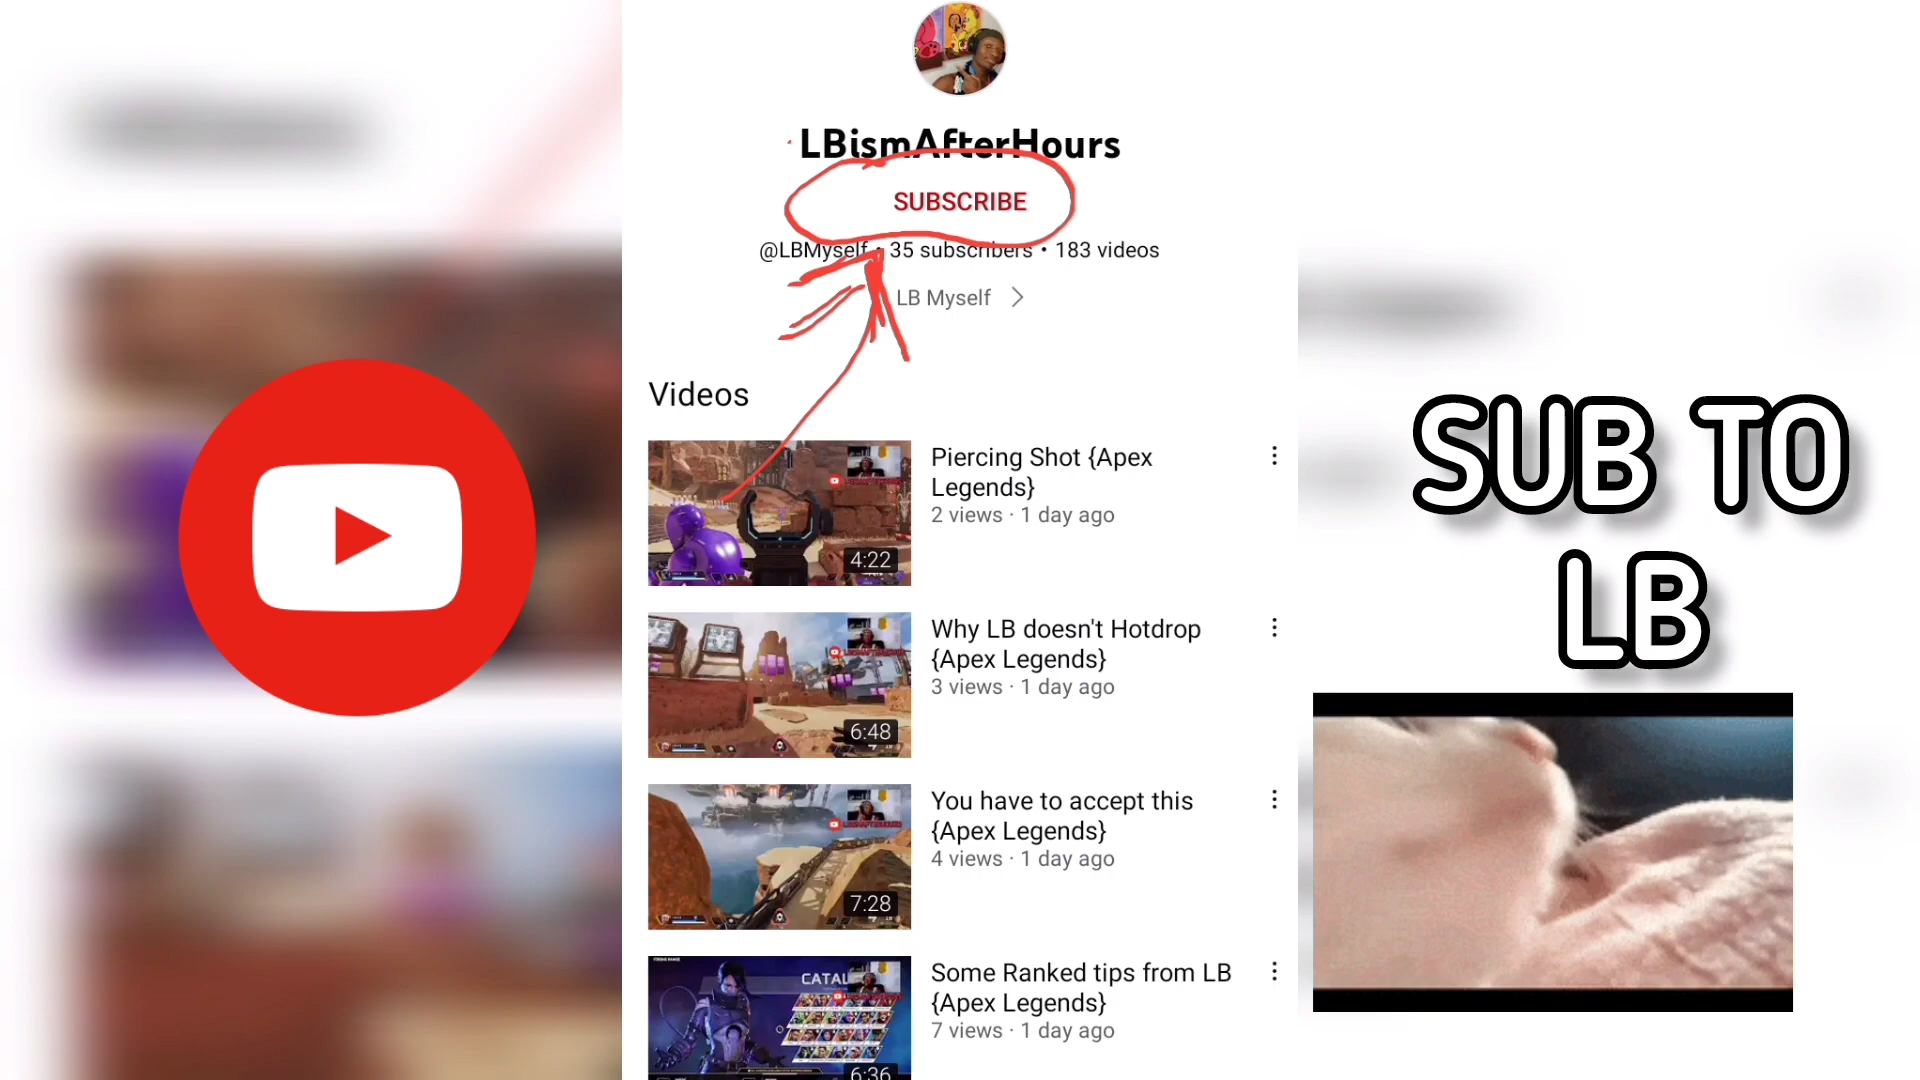 LBismAfterHours
SUBSCRIBE
@LBMyself • 35 subscribers • 183 videos
LB Myself
Videos
Piercing Shot {Apex
Legends}
2 views · 1 day ago
4:22
Why LB doesn't Hotdrop
{Apex Legends}
3 views · 1 day ago
6:48
You have to accept this
{Apex Legends}
4 views · 1 day ago
7:28
Some Ranked tips from LB
{Apex Legends}
7 views · 1 day ago
CATAL
6:36
SUB TO
LB